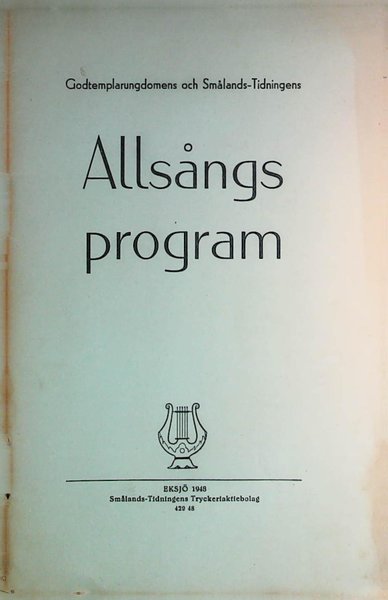 Godtemplarungdomens och Smålands-Tidningens
Allsångs
program
EKSJÖ 1948
Smålands-Tidningens Tryckeriaktiebolag
429 48